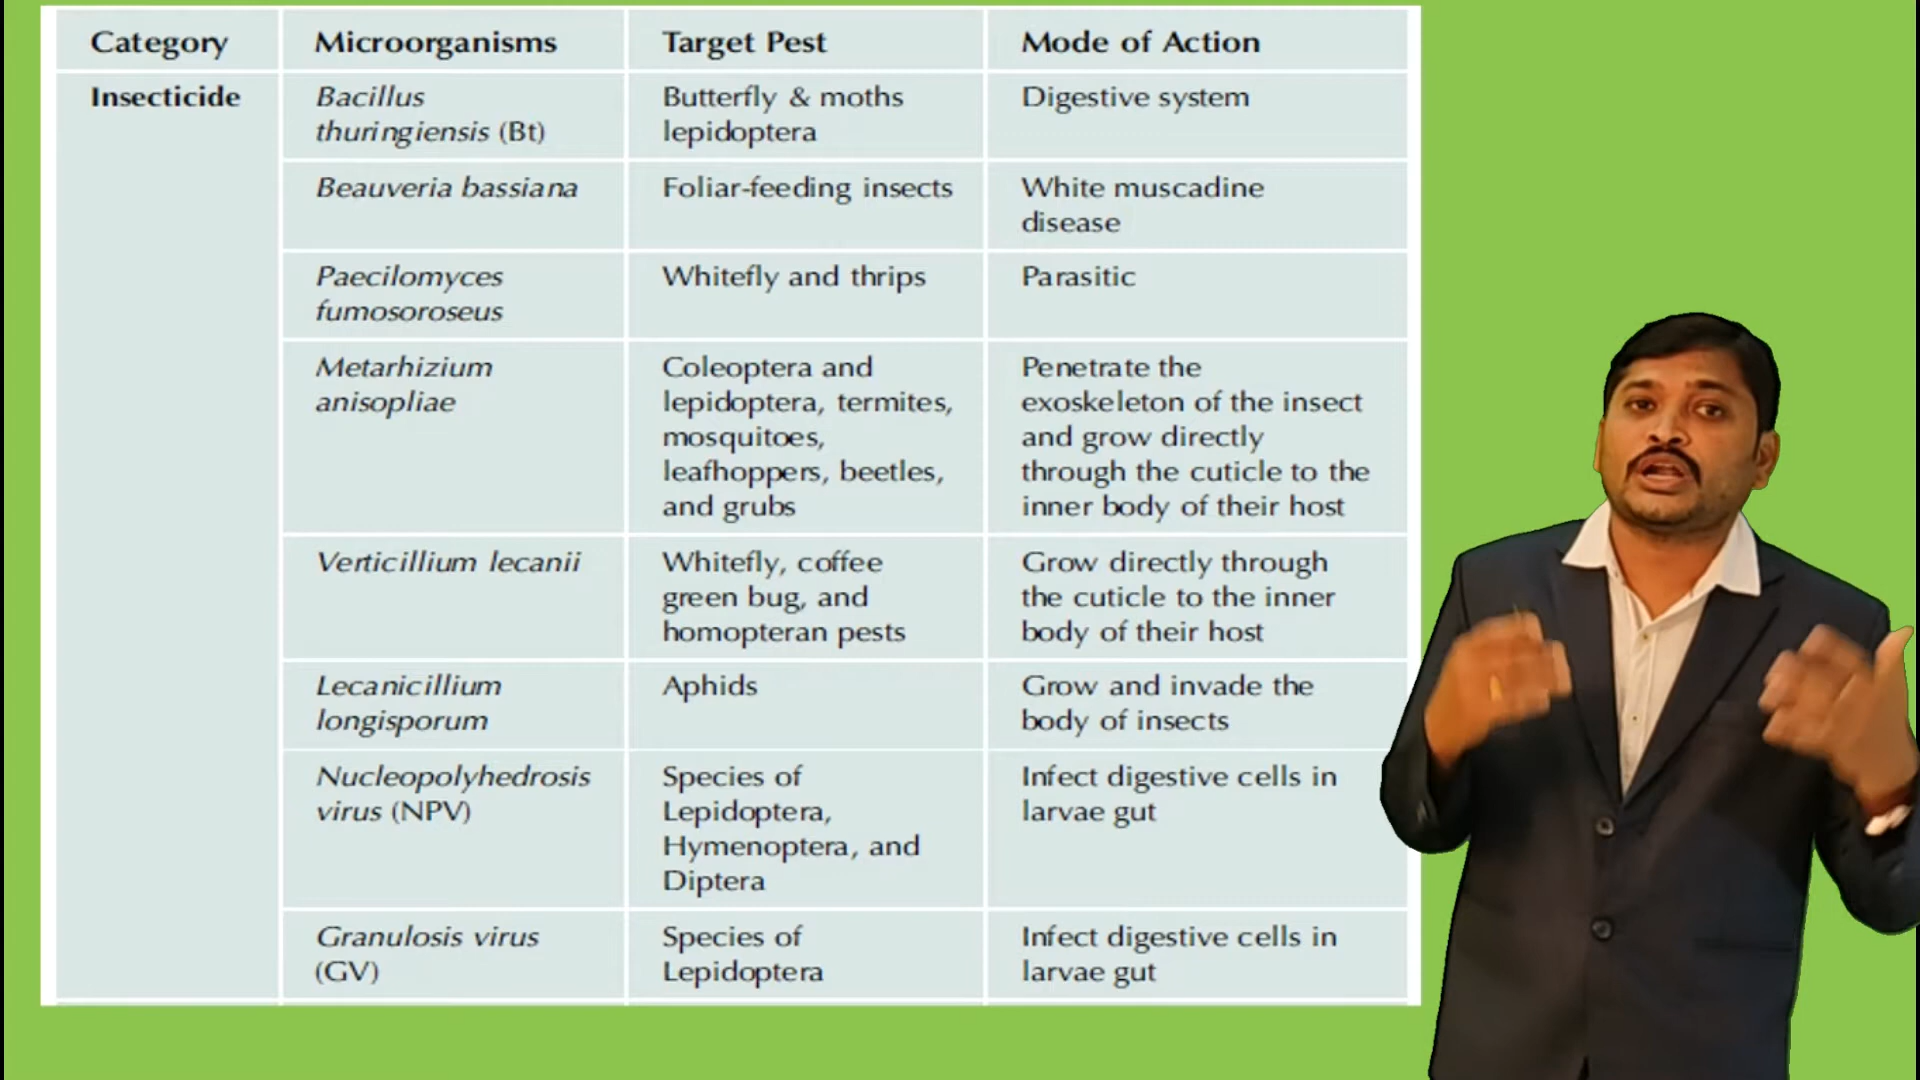 Category Microorganisms Target Pest Mode of Action
Insecticide
Bacillus
thuringiensis (Bt)
Butterfly & moths
lepidoptera
Digestive system
Beauveria bassiana
Foliar-feeding insects
White muscadine
disease
Paecilomyces
fumosoroseus
Whitefly and thrips
Parasitic
Metarhizium
anisopliae
Coleoptera and
lepidoptera, termites,
mosquitoes,
leafhoppers, beetles,
and grubs
Penetrate the
exoskeleton of the insect
and grow directly
through the cuticle to the
inner body of their host
Verticillium lecanii
Whitefly, coffee
green bug, and
homopteran pests
Grow directly through
the cuticle to the inner
body of their host
Lecanicillium
longisporum
Aphids
Grow and invade the
body of insects
Nucleopolyhedrosis
virus (NPV)
Species of
Lepidoptera,
Hymenoptera, and
Diptera
Infect digestive cells in
larvae gut
Granulosis virus
(GV)
Species of
Lepidoptera
Infect digestive cells in
larvae gut